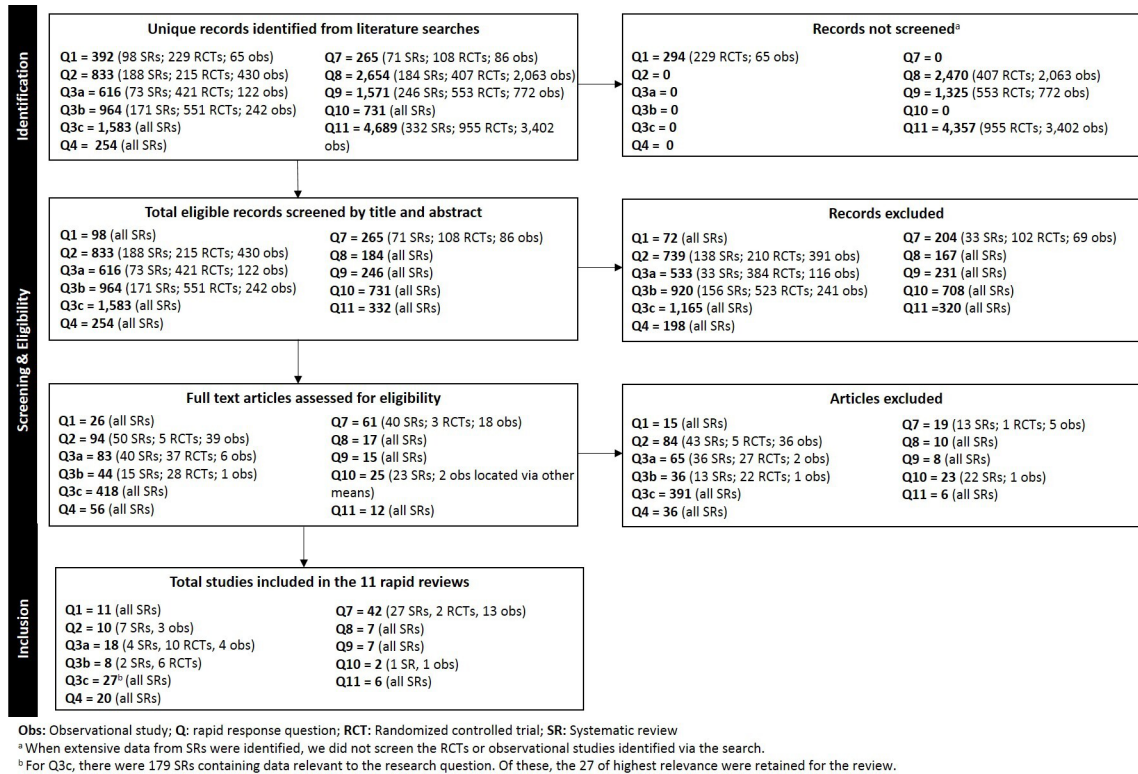 Identification
Unique records identified from literature searches
Q1 = 392 (98 SRs; 229 RCTs; 65 obs)
Q2 = 833 (188 SRs; 215 RCTs; 430 obs)
Q3a = 616 (73 SRs; 421 RCTs; 122 obs)
Q3b = 964 (171 SRs; 551 RCTs; 242 obs)
Q3c = 1,583 (all SRs)
Q4 = 254 (all SRs)
Q7 = 265 (71 SRs; 108 RCTs; 86 obs)
Q8 = 2,654 (184 SRs; 407 RCTs; 2,063 obs)
Q9 = 1,571 (246 SRs; 553 RCTs; 772 obs)
Q10 = 731 (all SRs)
Q11 = 4,689 (332 SRs; 955 RCTs; 3,402
obs)
Records not screenedª
Q1 = 294 (229 RCTs; 65 obs)
Q2 = 0
Q3a = 0
Q3b = 0
Q3c = 0
Q4 = 0
Q7 = 0
Q8 = 2,470 (407 RCTs; 2,063 obs)
Q9 = 1,325 (553 RCTs; 772 obs)
Q10 = 0
Q11 = 4,357 (955 RCTs; 3,402 obs)
Screening & Eligibility
Total eligible records screened by title and abstract
Q1 = 98 (all SRs)
Q2 = 833 (188 SRs; 215 RCTs; 430 obs)
Q3a = 616 (73 SRs; 421 RCTs; 122 obs)
Q3b = 964 (171 SRs; 551 RCTs; 242 obs)
Q3c = 1,583 (all SRs)
Q4 = 254 (all SRs)
Q7 = 265 (71 SRs; 108 RCTs; 86 obs)
Q8 = 184 (all SRs)
Q9 = 246 (all SRs)
Q10 = 731 (all SRs)
Q11 = 332 (all SRs)
Records excluded
Q1 = 72 (all SRs)
Q2 = 739 (138 SRs; 210 RCTs; 391 obs)
Q3a = 533 (33 SRs; 384 RCTs; 116 obs)
Q3b = 920 (156 SRs; 523 RCTs; 241 obs)
Q3c = 1,165 (all SRs)
Q4 = 198 (all SRs)
Q7 = 204 (33 SRs; 102 RCTs; 69 obs)
Q8 = 167 (all SRs)
Q9 = 231 (all SRs)
Q10 = 708 (all SRs)
Q11 =320 (all SRs)
Full text articles assessed for eligibility
Q1 = 26 (all SRs)
Q2 = 94 (50 SRs; 5 RCTs; 39 obs)
Q3a = 83 (40 SRs; 37 RCTs; 6 obs)
Q3b = 44 (15 SRs; 28 RCTs; 1 obs)
Q3c = 418 (all SRs)
Q4 = 56 (all SRs)
Q7 = 61 (40 SRs; 3 RCTs; 18 obs)
Q8 = 17 (all SRs)
Q9 = 15 (all SRs)
Q10 = 25 (23 SRs; 2 obs located via other
means)
Q11 = 12 (all SRs)
Articles excluded
Q1 = 15 (all SRs)
Q2 = 84 (43 SRs; 5 RCTs; 36 obs)
Q3a = 65 (36 SRs; 27 RCTs; 2 obs)
Q3b = 36 (13 SRs; 22 RCTs; 1 obs)
Q3c = 391 (all SRs)
Q4 = 36 (all SRs)
Q7 = 19 (13 SRs; 1 RCTs; 5 obs)
Q8 = 10 (all SRs)
Q9 = 8 (all SRs)
Q10 = 23 (22 SRs; 1 obs)
Q11 = 6 (all SRs)
Inclusion
Total studies included in the 11 rapid reviews
Q1 = 11 (all SRs)
Q2 = 10 (7 SRs, 3 obs)
Q3a = 18 (4 SRs, 10 RCTs, 4 obs)
Q3b = 8 (2 SRs, 6 RCTs)
Q3c = 27ᵇ (all SRs)
Q4 = 20 (all SRs)
Q7 = 42 (27 SRs, 2 RCTs, 13 obs)
Q8 = 7 (all SRs)
Q9 = 7 (all SRs)
Q10 = 2 (1 SR, 1 obs)
Q11 = 6 (all SRs)
Obs: Observational study; Q: rapid response question; RCT: Randomized controlled trial; SR: Systematic review
ª When extensive data from SRs were identified, we did not screen the RCTs or observational studies identified via the search.
ᵇ For Q3c, there were 179 SRs containing data relevant to the research question. Of these, the 27 of highest relevance were retained for the review.